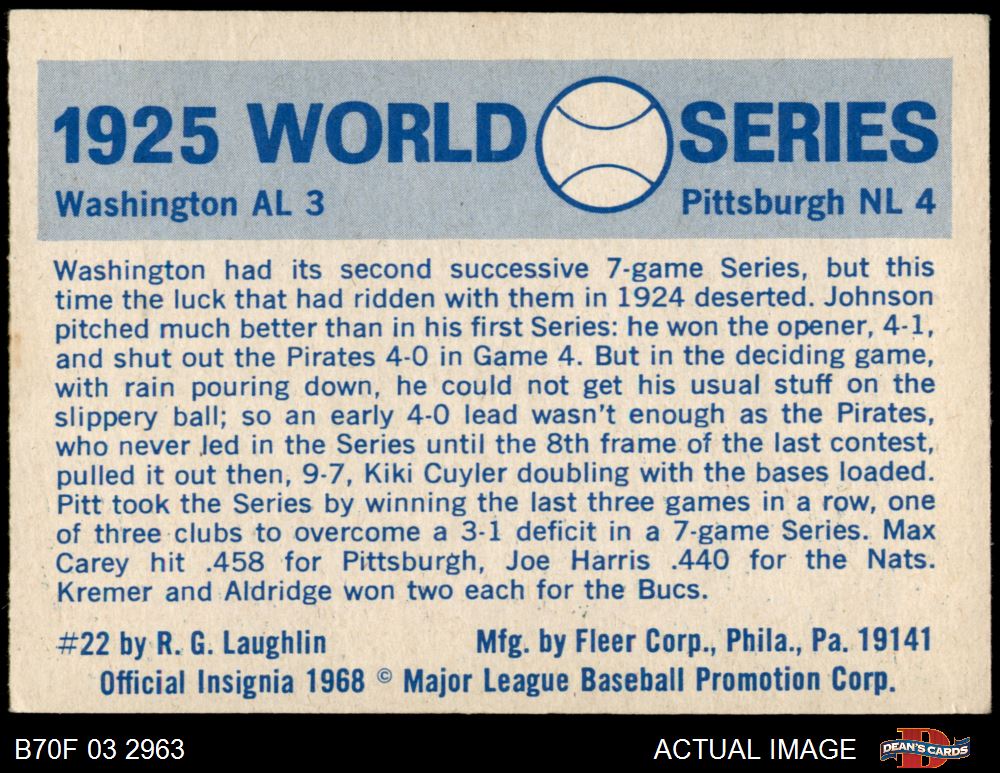 1925 WORLD SERIES
Washington AL 3 Pittsburgh NL 4
Washington had its second successive 7-game Series, but this
time the luck that had ridden with them in 1924 deserted. Johnson
pitched much better than in his first Series: he won the opener, 4-1,
and shut out the Pirates 4-0 in Game 4. But in the deciding game,
with rain pouring down, he could not get his usual stuff on the
slippery ball; so an early 4-0 lead wasn't enough as the Pirates,
who never led in the Series until the 8th frame of the last contest,
pulled it out then, 9-7, Kiki Cuyler doubling with the bases loaded.
Pitt took the Series by winning the last three games in a row, one
of three clubs to overcome a 3-1 deficit in a 7-game Series. Max
Carey hit .458 for Pittsburgh, Joe Harris .440 for the Nats.
Kremer and Aldridge won two each for the Bucs.
#22 by R. G. Laughlin Mfg. by Fleer Corp., Phila., Pa. 19141
Official Insignia 1968 © Major League Baseball Promotion Corp.
B70F 03 2963 ACTUAL IMAGE DEAN'S CARDS